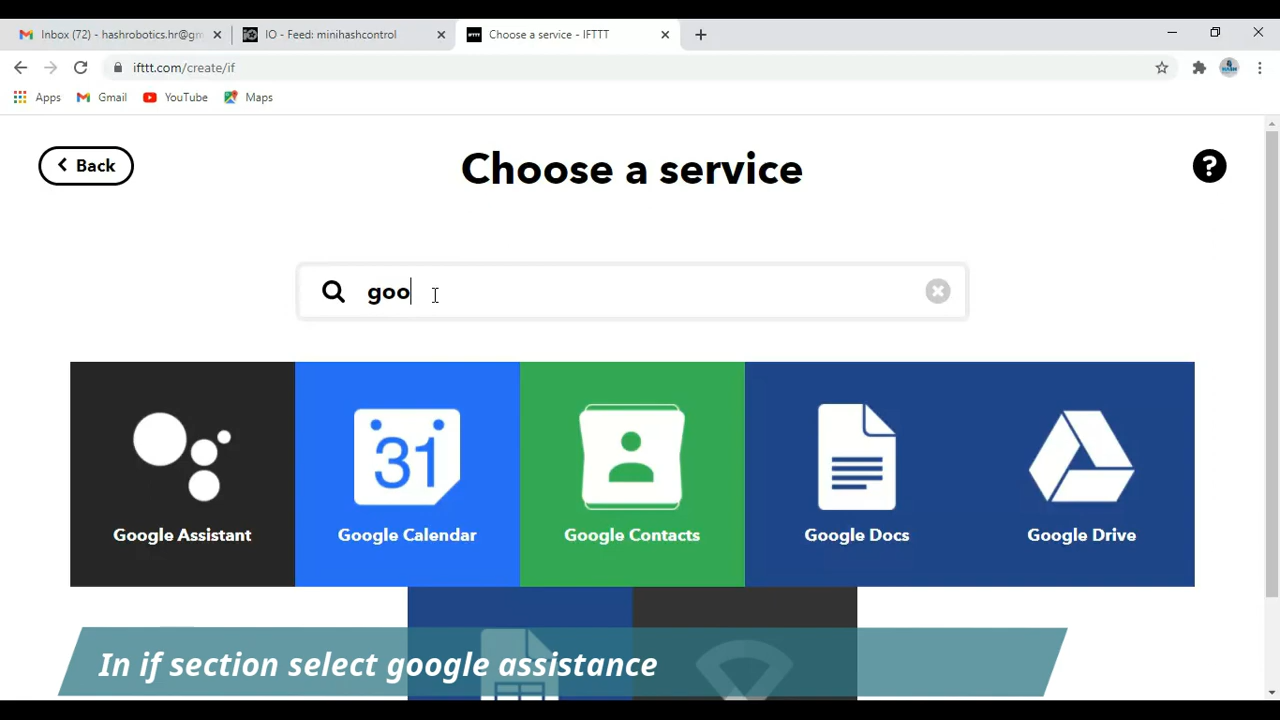 Inbox (72) - hashrobotics.hr@gm
IO - Feed: minihashcontrol
Choose a service - IFTTT
ifttt.com/create/if
Apps
Gmail
YouTube
Maps
Back
Choose a service
?
goo
31
Google Assistant
Google Calendar
Google Contacts
Google Docs
Google Drive
In if section select google assistance